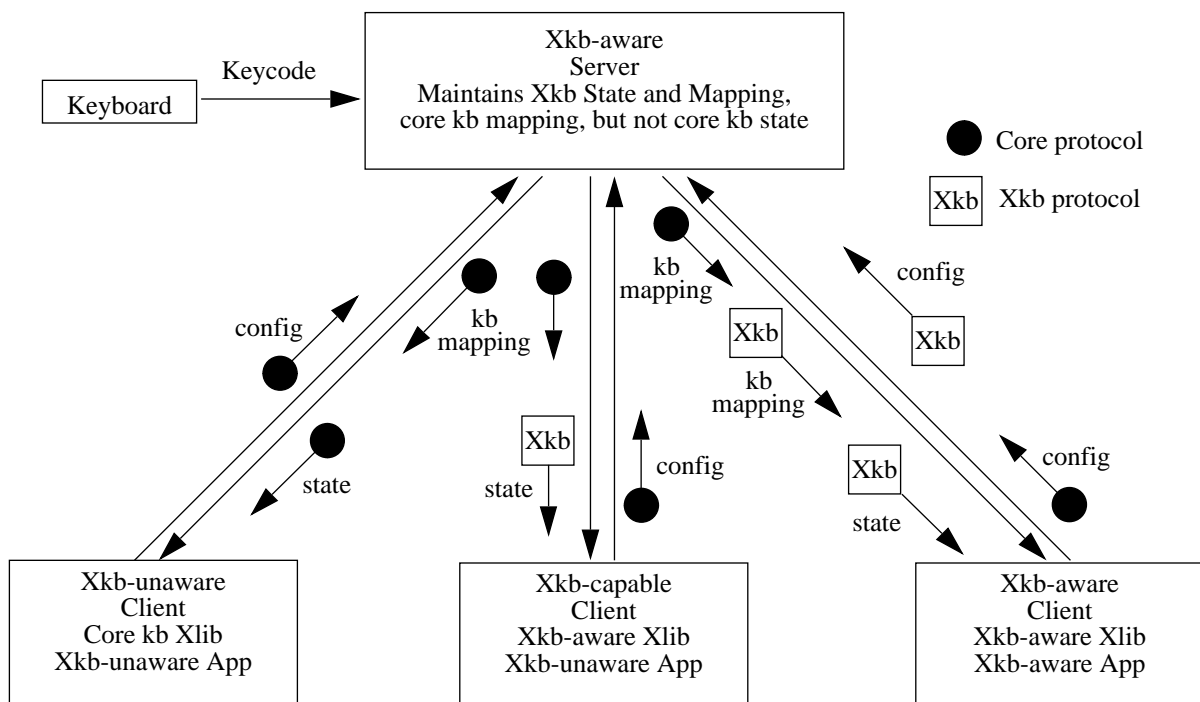 Xkb-aware
Server
Maintains Xkb State and Mapping,
core kb mapping, but not core kb state
Keycode
Keyboard
Core protocol
Xkb
Xkb protocol
kb
mapping
config
kb
mapping
config
Xkb
Xkb
kb
mapping
Xkb
config
config
Xkb
state
state
state
Xkb-unaware
Client
Core kb Xlib
Xkb-unaware App
Xkb-capable
Client
Xkb-aware Xlib
Xkb-unaware App
Xkb-aware
Client
Xkb-aware Xlib
Xkb-aware App